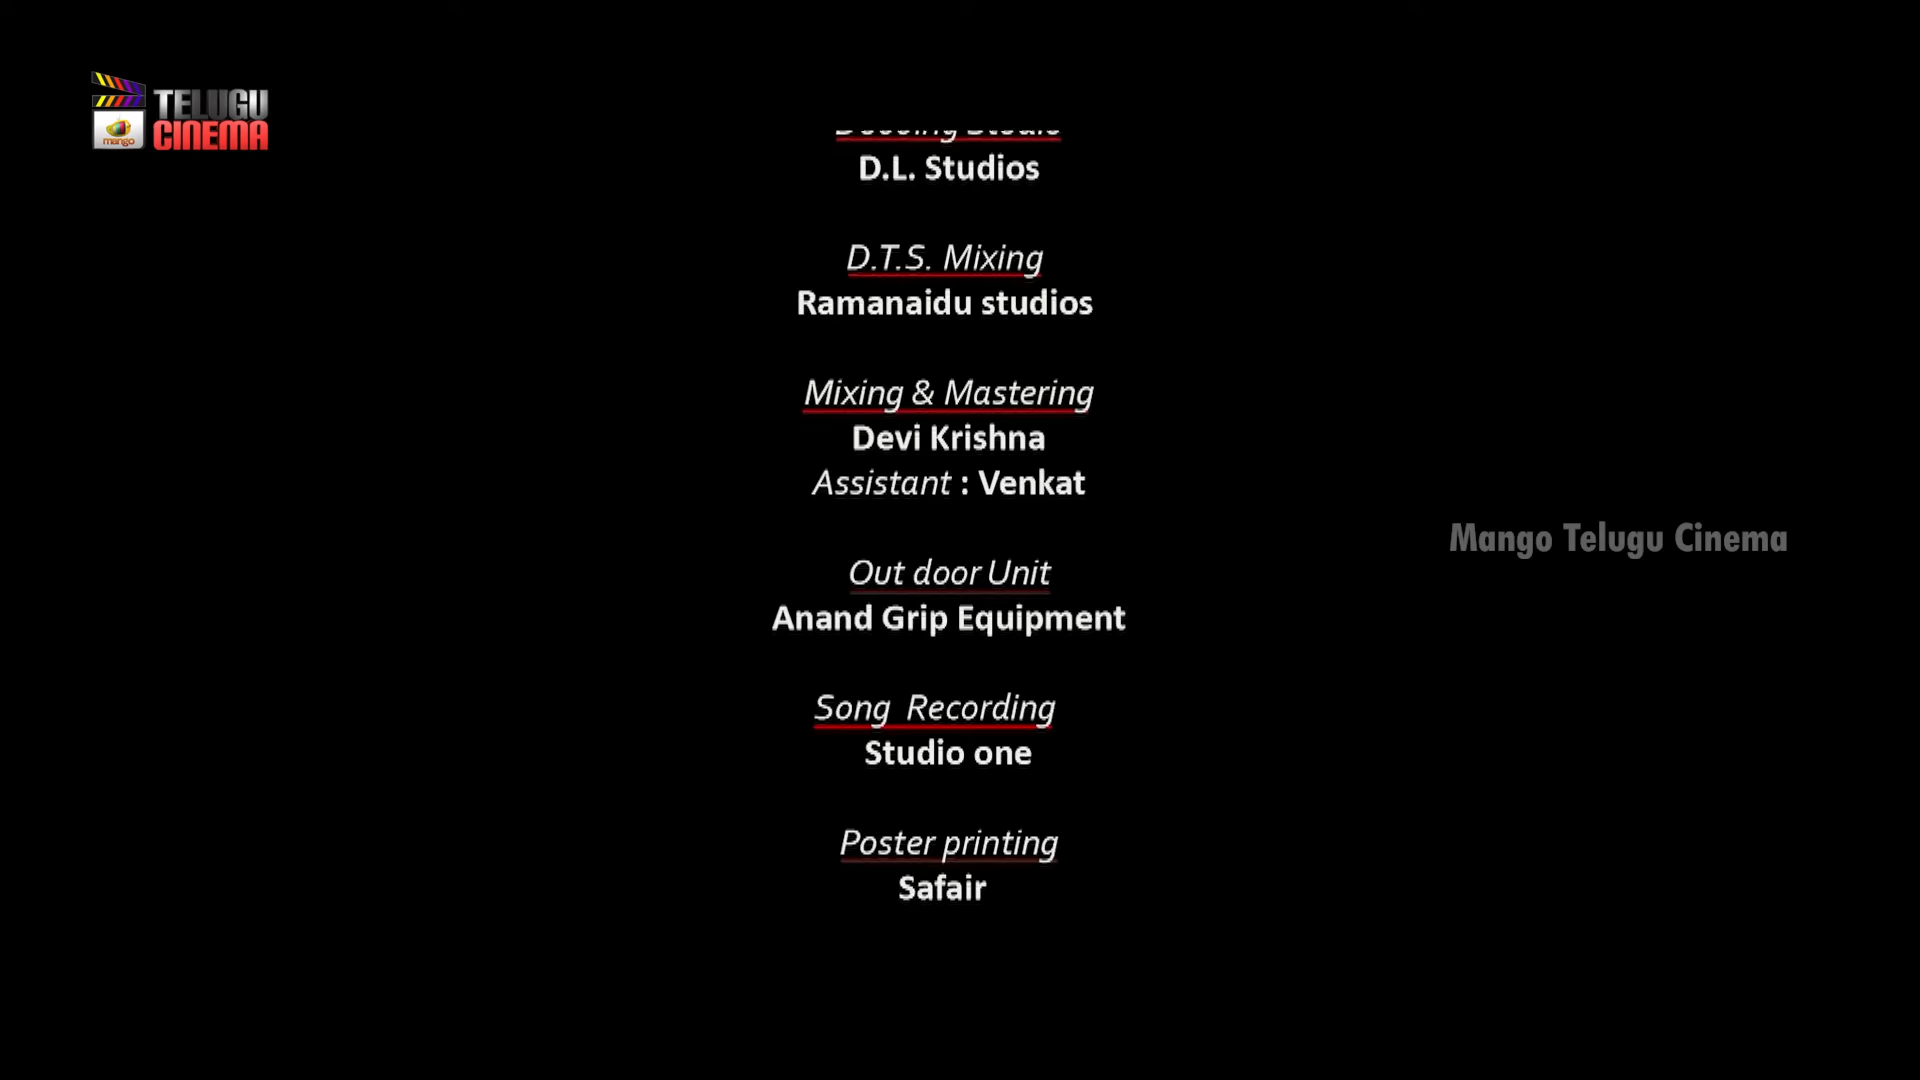 TELUGU
CINEMA
mango
D.L. Studios
D.T.S. Mixing
Ramanaidu studios
Mixing & Mastering
Devi Krishna
Assistant : Venkat
Mango Telugu Cinema
Out door Unit
Anand Grip Equipment
Song Recording
Studio one
Poster printing
Safair